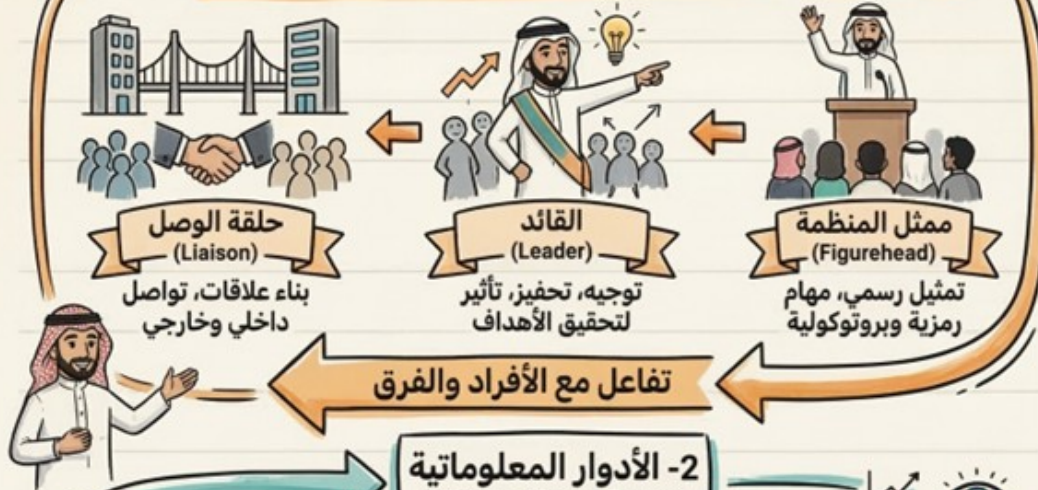 ممثل المنظمة
(Figurehead)
تمثيل رسمي، مهام
رمزية وبروتوكولية
القائد
(Leader)
توجيه، تحفيز، تأثير
لتحقيق الأهداف
حلقة الوصل
(Liaison)
بناء علاقات، تواصل
داخلي وخارجي
تفاعل مع الأفراد والفرق
2- الأدوار المعلوماتية